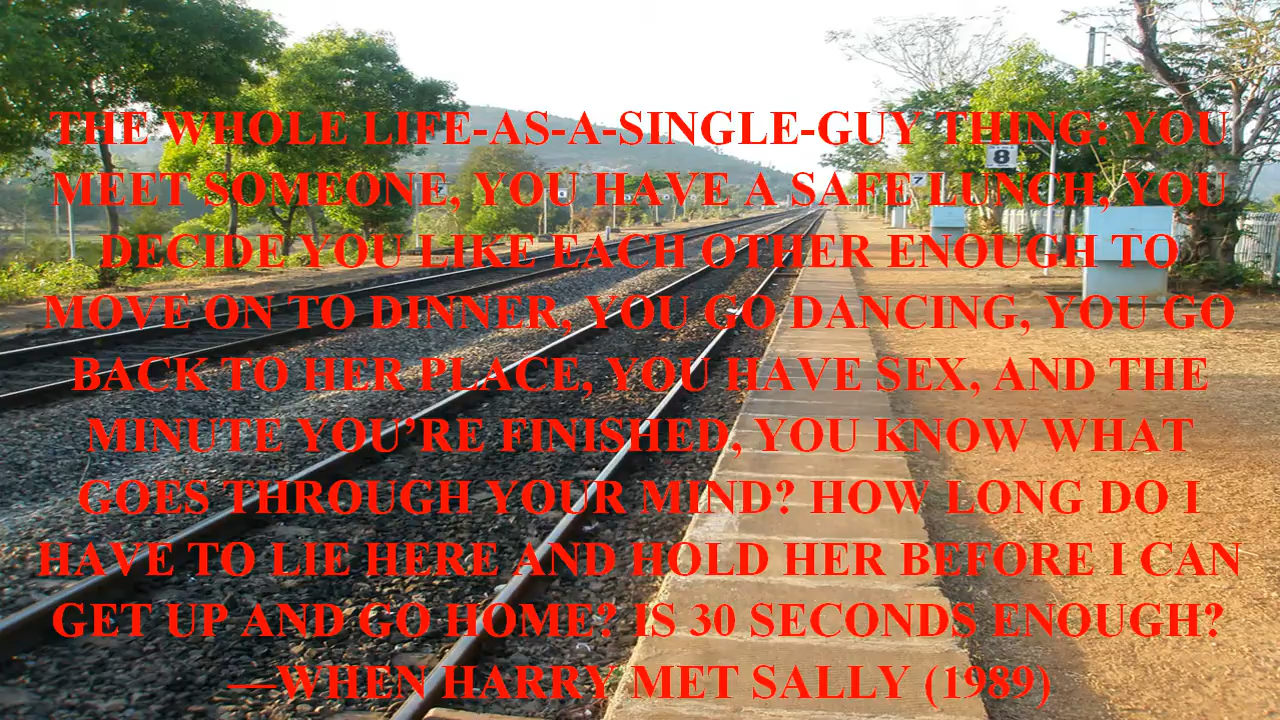 THE WHOLE LIFE-AS-A-SINGLE-GUY THING: YOU
MEET SOMEONE, YOU HAVE A SAFE LUNCH, YOU
DECIDE YOU LIKE EACH OTHER ENOUGH TO
MOVE ON TO DINNER, YOU GO DANCING, YOU GO
BACK TO HER PLACE, YOU HAVE SEX, AND THE
MINUTE YOU’RE FINISHED, YOU KNOW WHAT
GOES THROUGH YOUR MIND? HOW LONG DO I
HAVE TO LIE HERE AND HOLD HER BEFORE I CAN
GET UP AND GO HOME? IS 30 SECONDS ENOUGH?
—WHEN HARRY MET SALLY (1989)
8
7